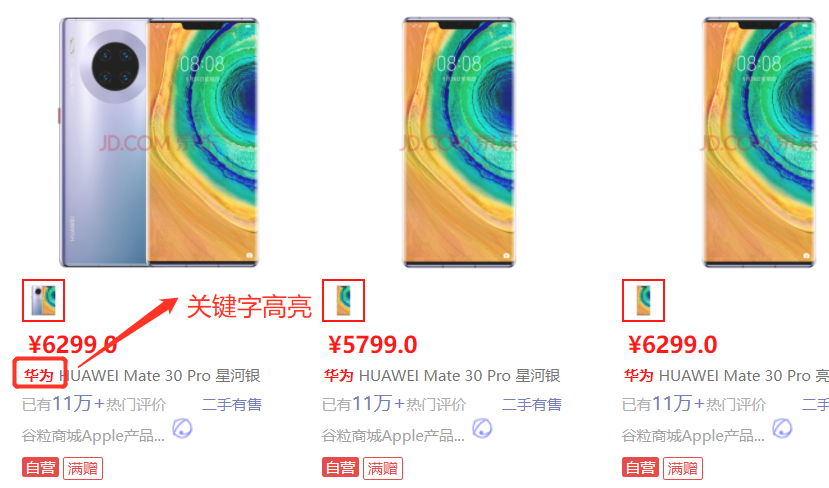 08:08
08:08
08:08
JD.COM 京东
JD.COM 京东
JD.COM 京东
关键字高亮
¥6299.0
¥5799.0
¥6299.0
华为 HUAWEI Mate 30 Pro 星河银
华为 HUAWEI Mate 30 Pro 星河银
华为 HUAWEI Mate 30 Pro 亮
已有11万+热门评价 二手有售
已有11万+热门评价 二手有售
已有11万+热门评价 二手
谷粒商城Apple产品...
谷粒商城Apple产品...
谷粒商城Apple产品...
自营 满赠
自营 满赠
自营 满赠